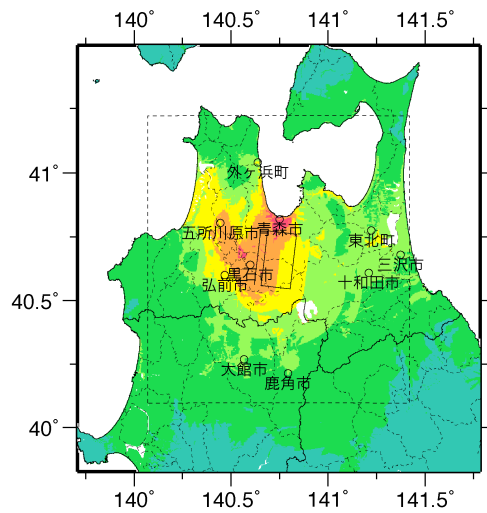 140˚ 140.5˚ 141˚ 141.5˚
外ヶ浜町
41˚
五所川原市
青森市
東北町
三沢市
黒石市
弘前市
十和田市
40.5˚
大館市
鹿角市
40˚
140˚ 140.5˚ 141˚ 141.5˚